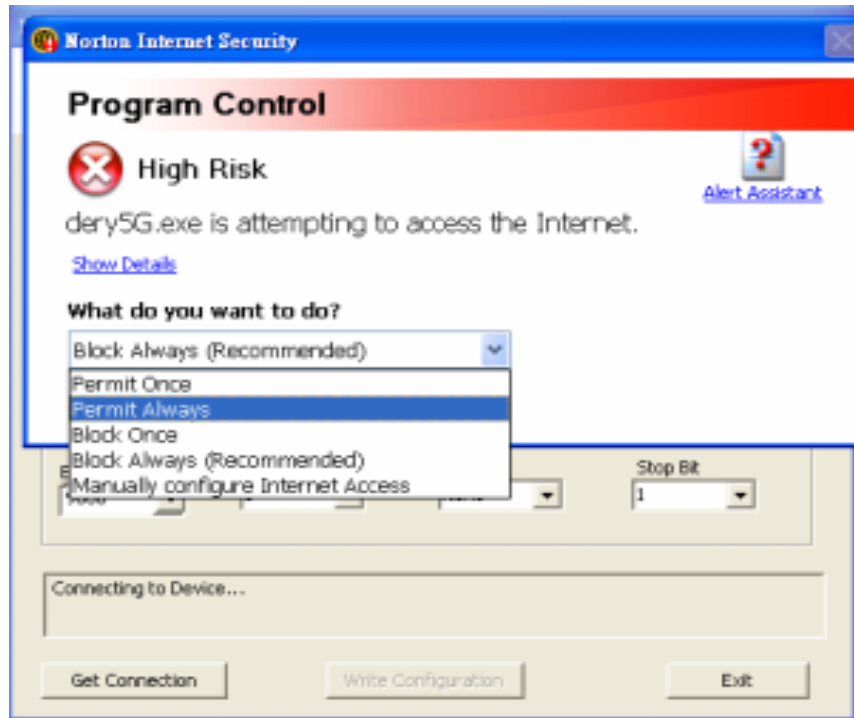 Norton Internet Security
Program Control
High Risk
Alert Assistant
dery5G.exe is attempting to access the Internet.
Show Details
What do you want to do?
Block Always (Recommended)
Permit Once
Permit Always
Block Once
Block Always (Recommended)
Manually configure Internet Access
Stop Bit
1
Connecting to Device...
Get Connection
Write Configuration
Exit